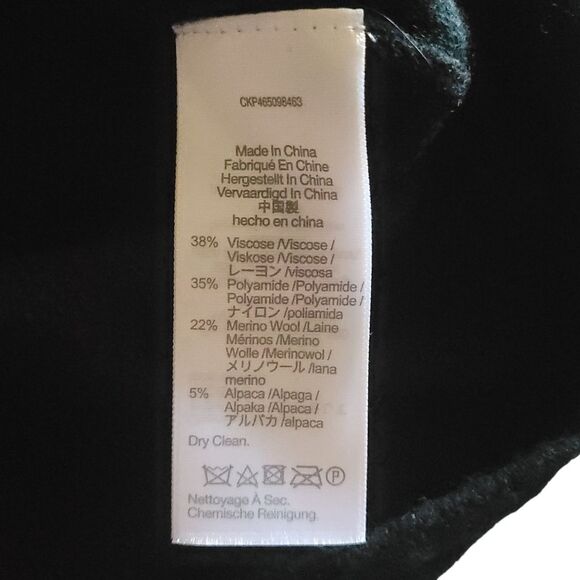 CKP465098463
Made In China
Fabriqué En Chine
Hergestellt In China
Vervaardigd In China
中国製
hecho en china
38% Viscose /Viscose /
Viskose /Viscose /
レーヨン /viscosa
35% Polyamide /Polyamide /
Polyamide /Polyamide /
ナイロン /poliamida
22% Merino Wool /Laine
Mérinos /Merino
Wolle /Merinowol /
メリノウール /lana
merino
5% Alpaca /Alpaga /
Alpaka /Alpaca /
アルパカ /alpaca
Dry Clean.
P
Nettoyage À Sec.
Chemische Reinigung.